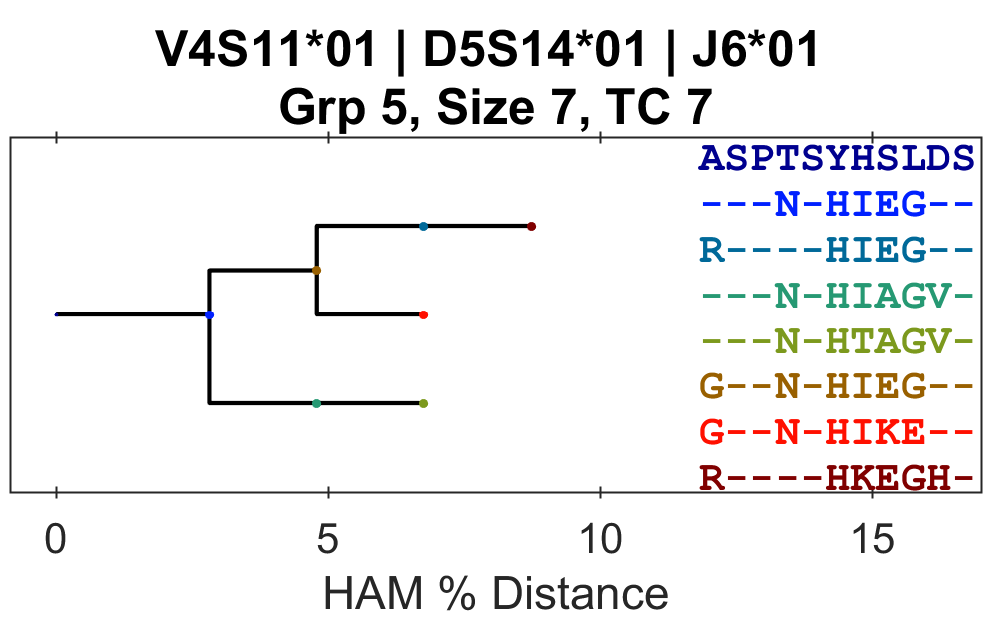 V4S11*01 | D5S14*01 | J6*01
Grp 5, Size 7, TC 7
ASPTSYHSLDS
---N-HIEG--
R----HIEG--
---N-HIAGV-
---N-HTAGV-
G--N-HIEG--
G--N-HIKE--
R----HKEGH-
0 5 10 15
HAM % Distance